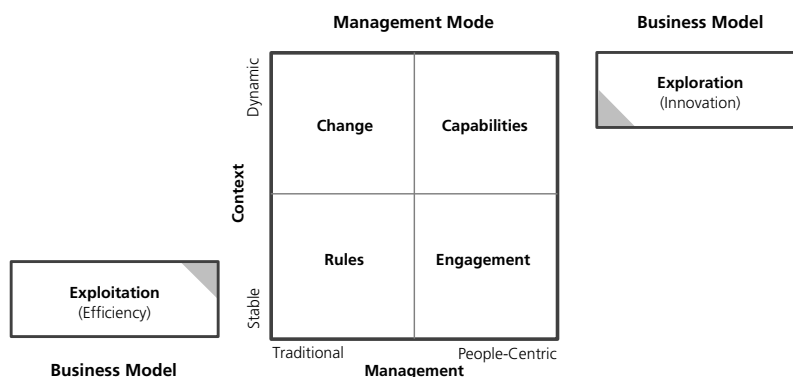 Management Mode
Business Model
Dynamic
Exploration
(Innovation)
Change
Capabilities
Context
Rules
Engagement
Exploitation
(Efficiency)
Stable
Traditional
People-Centric
Management
Business Model